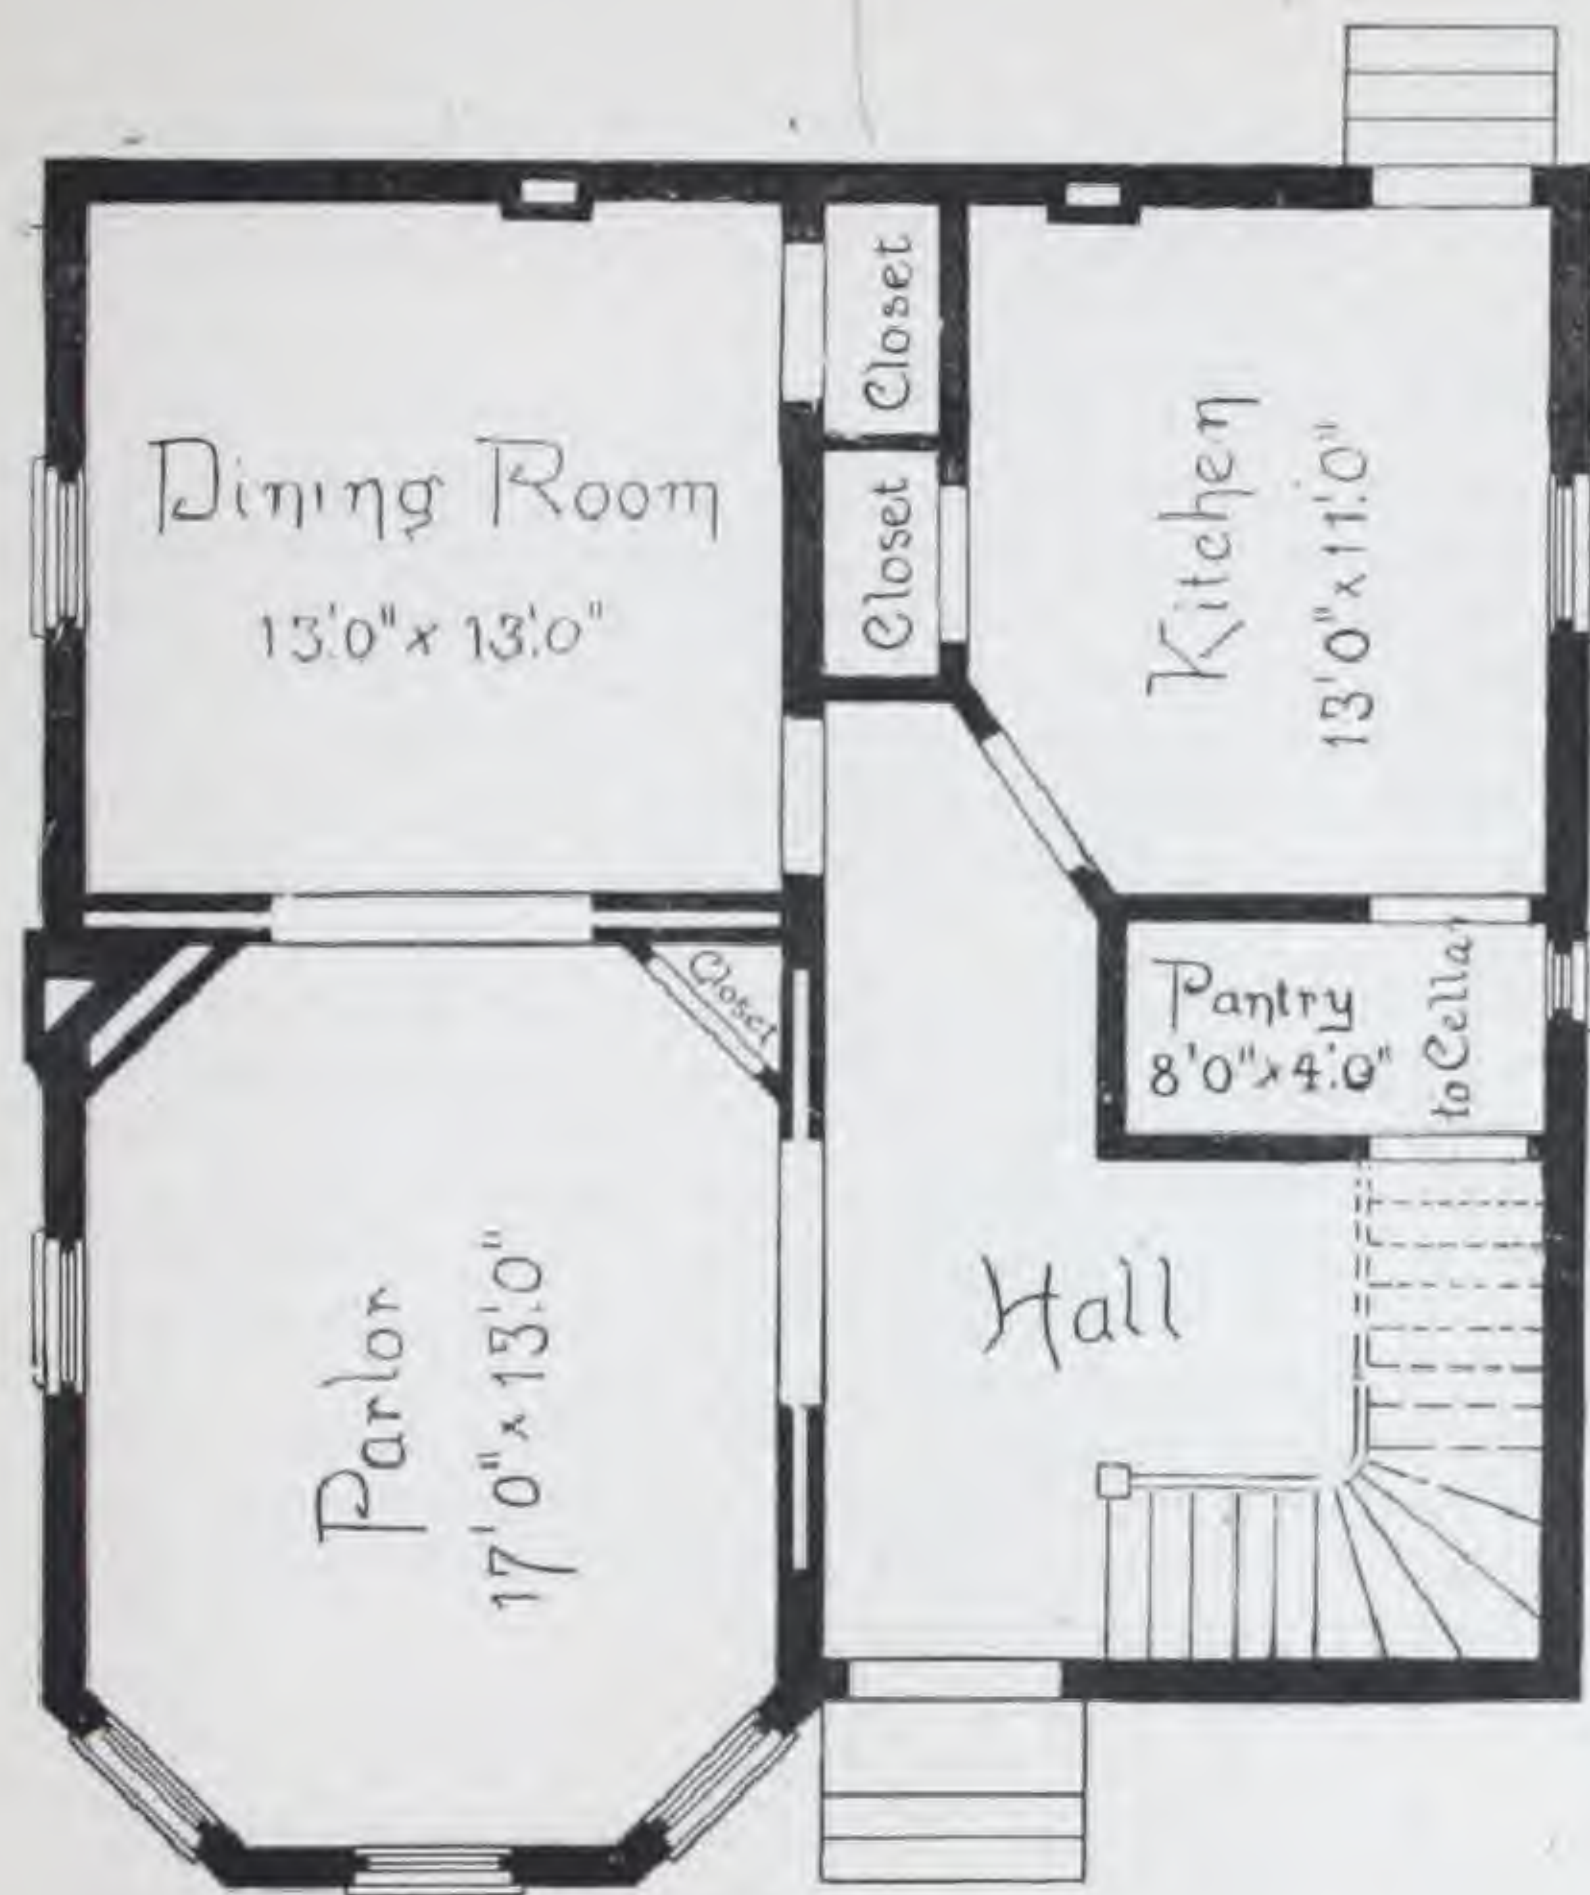 Dining Room
13'.0" x 13'.0"
Closet
Closet
Kitchen
13'0" x 11'.0"
Closet
Pantry
8'0" x 4'.0"
to Cellar
Parlor
17'0" x 13'.0"
Hall